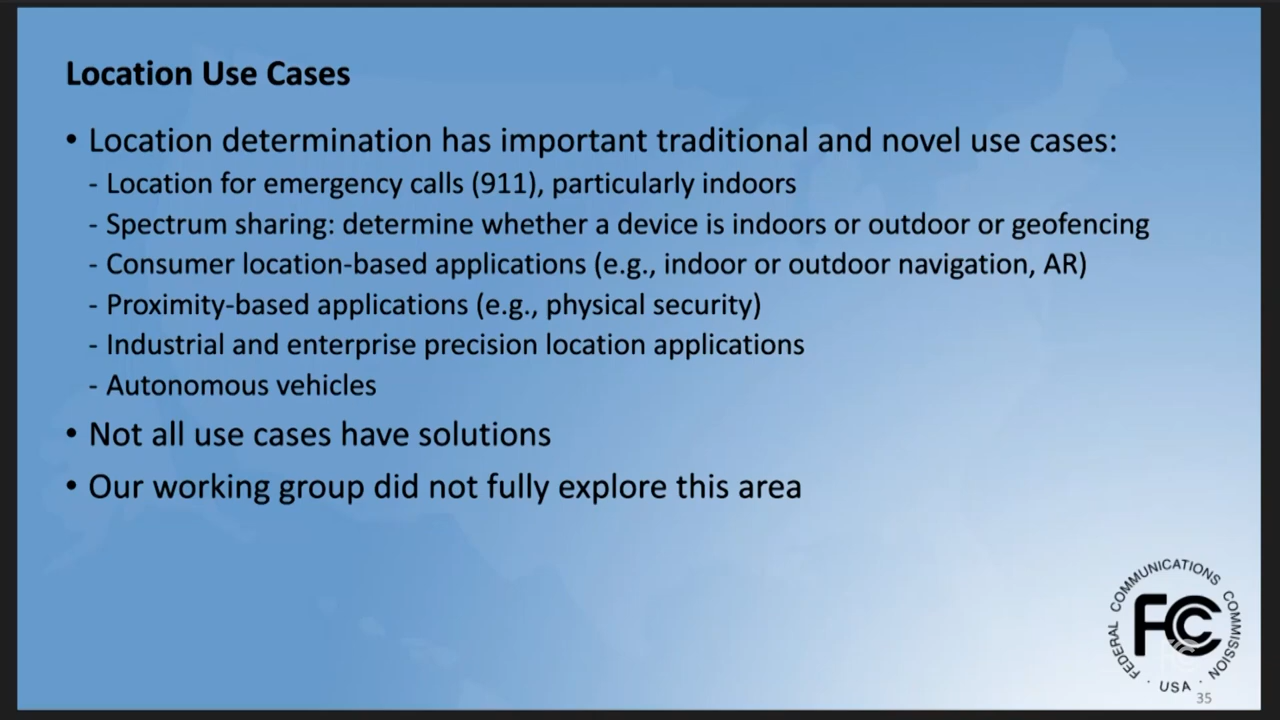 Location Use Cases
• Location determination has important traditional and novel use cases:
- Location for emergency calls (911), particularly indoors
- Spectrum sharing: determine whether a device is indoors or outdoor or geofencing
- Consumer location-based applications (e.g., indoor or outdoor navigation, AR)
- Proximity-based applications (e.g., physical security)
- Industrial and enterprise precision location applications
- Autonomous vehicles
• Not all use cases have solutions
• Our working group did not fully explore this area
FEDERAL COMMUNICATIONS COMMISSION
FCC
· USA ·
35